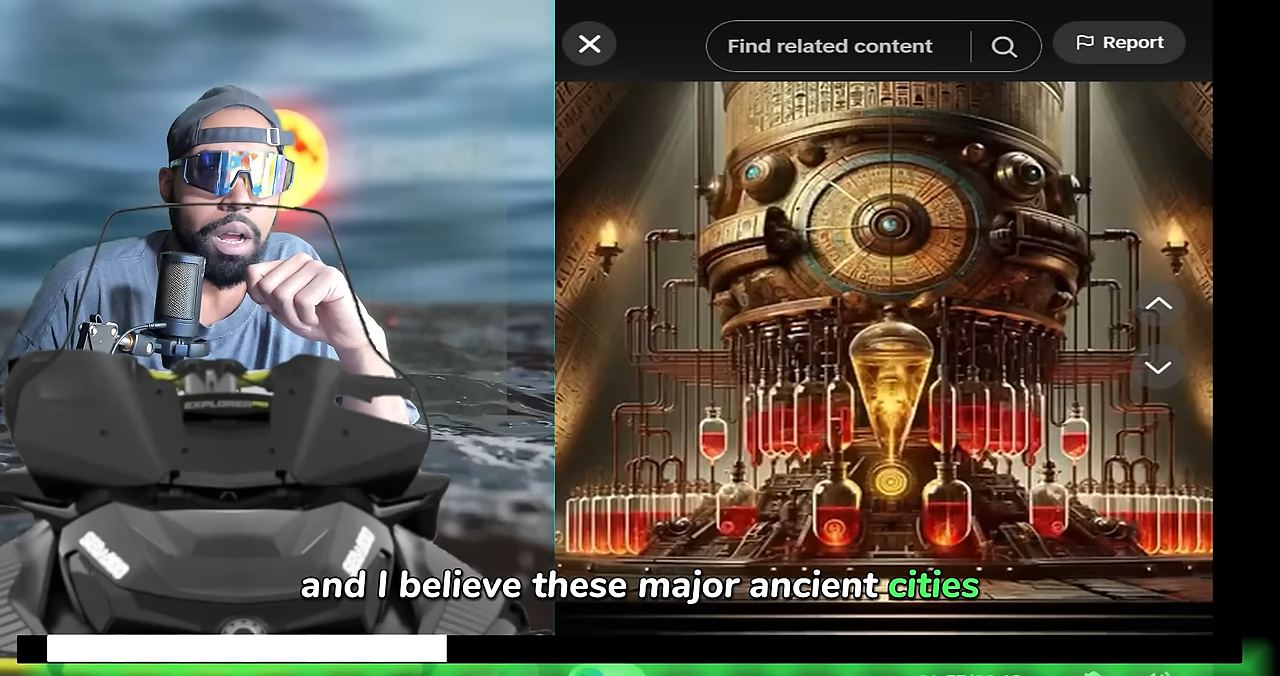 Find related content
Report
EXPLORER
and I believe these major ancient cities